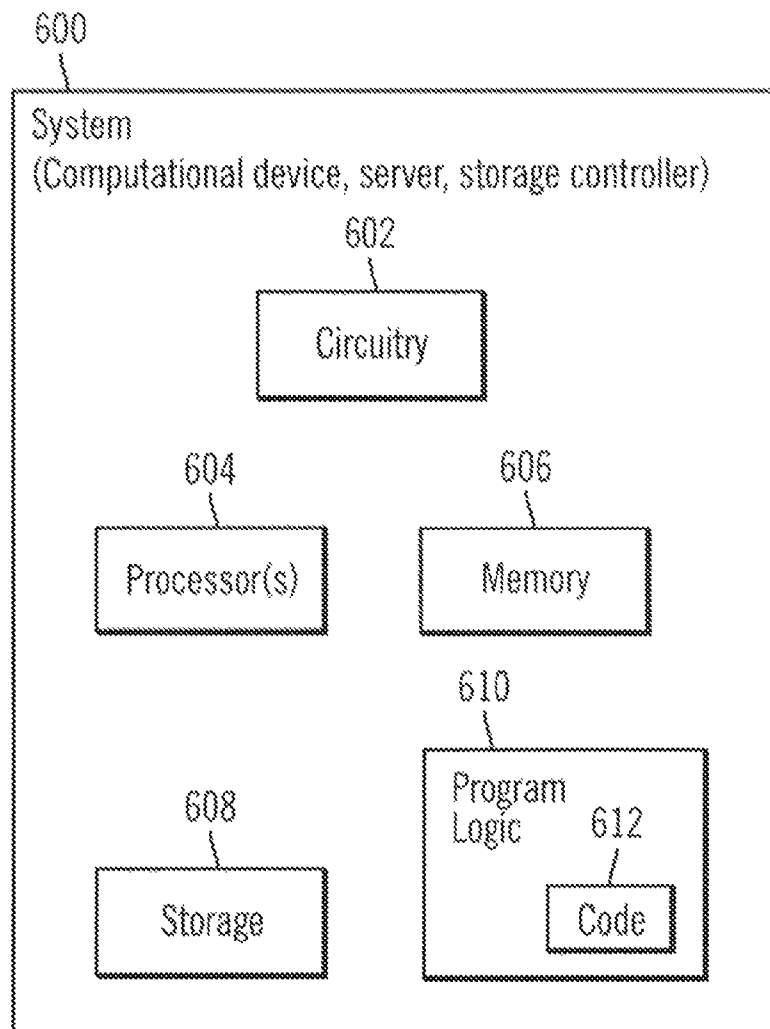 600
System
(Computational device, server, storage controller)
602
Circuitry
604
Processor(s)
606
Memory
608
Storage
610
Program
Logic
612
Code